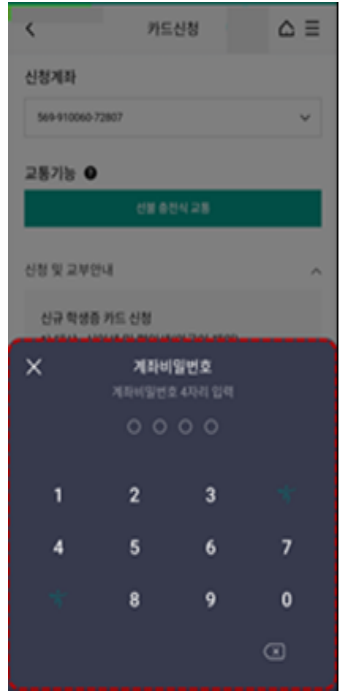 카드신청
신청계좌
569-910060-72807
교통기능
선불 충전식 교통
신청 및 교부안내
신규 학생증 카드 신청
계좌비밀번호
계좌비밀번호 4자리 입력
1 2 3
4 5 6 7
8 9 0